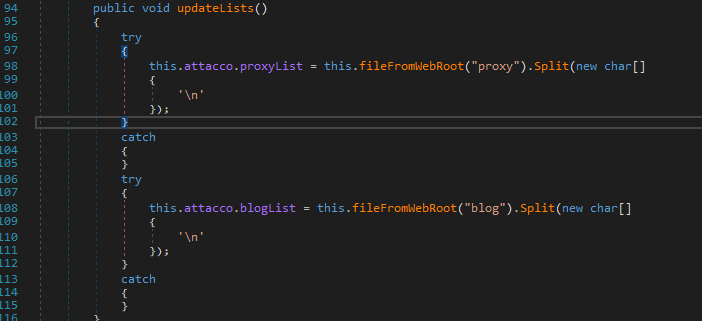 94 public void updateLists()
95 {
96 try
97 {
98 this.attacco.proxyList = this.fileFromWebRoot("proxy").Split(new char[]
99 {
100 '\n'
101 });
102 }
103 catch
104 {
105 }
106 try
107 {
108 this.attacco.blogList = this.fileFromWebRoot("blog").Split(new char[]
109 {
110 '\n'
111 });
112 }
113 catch
114 {
115 }
116 }